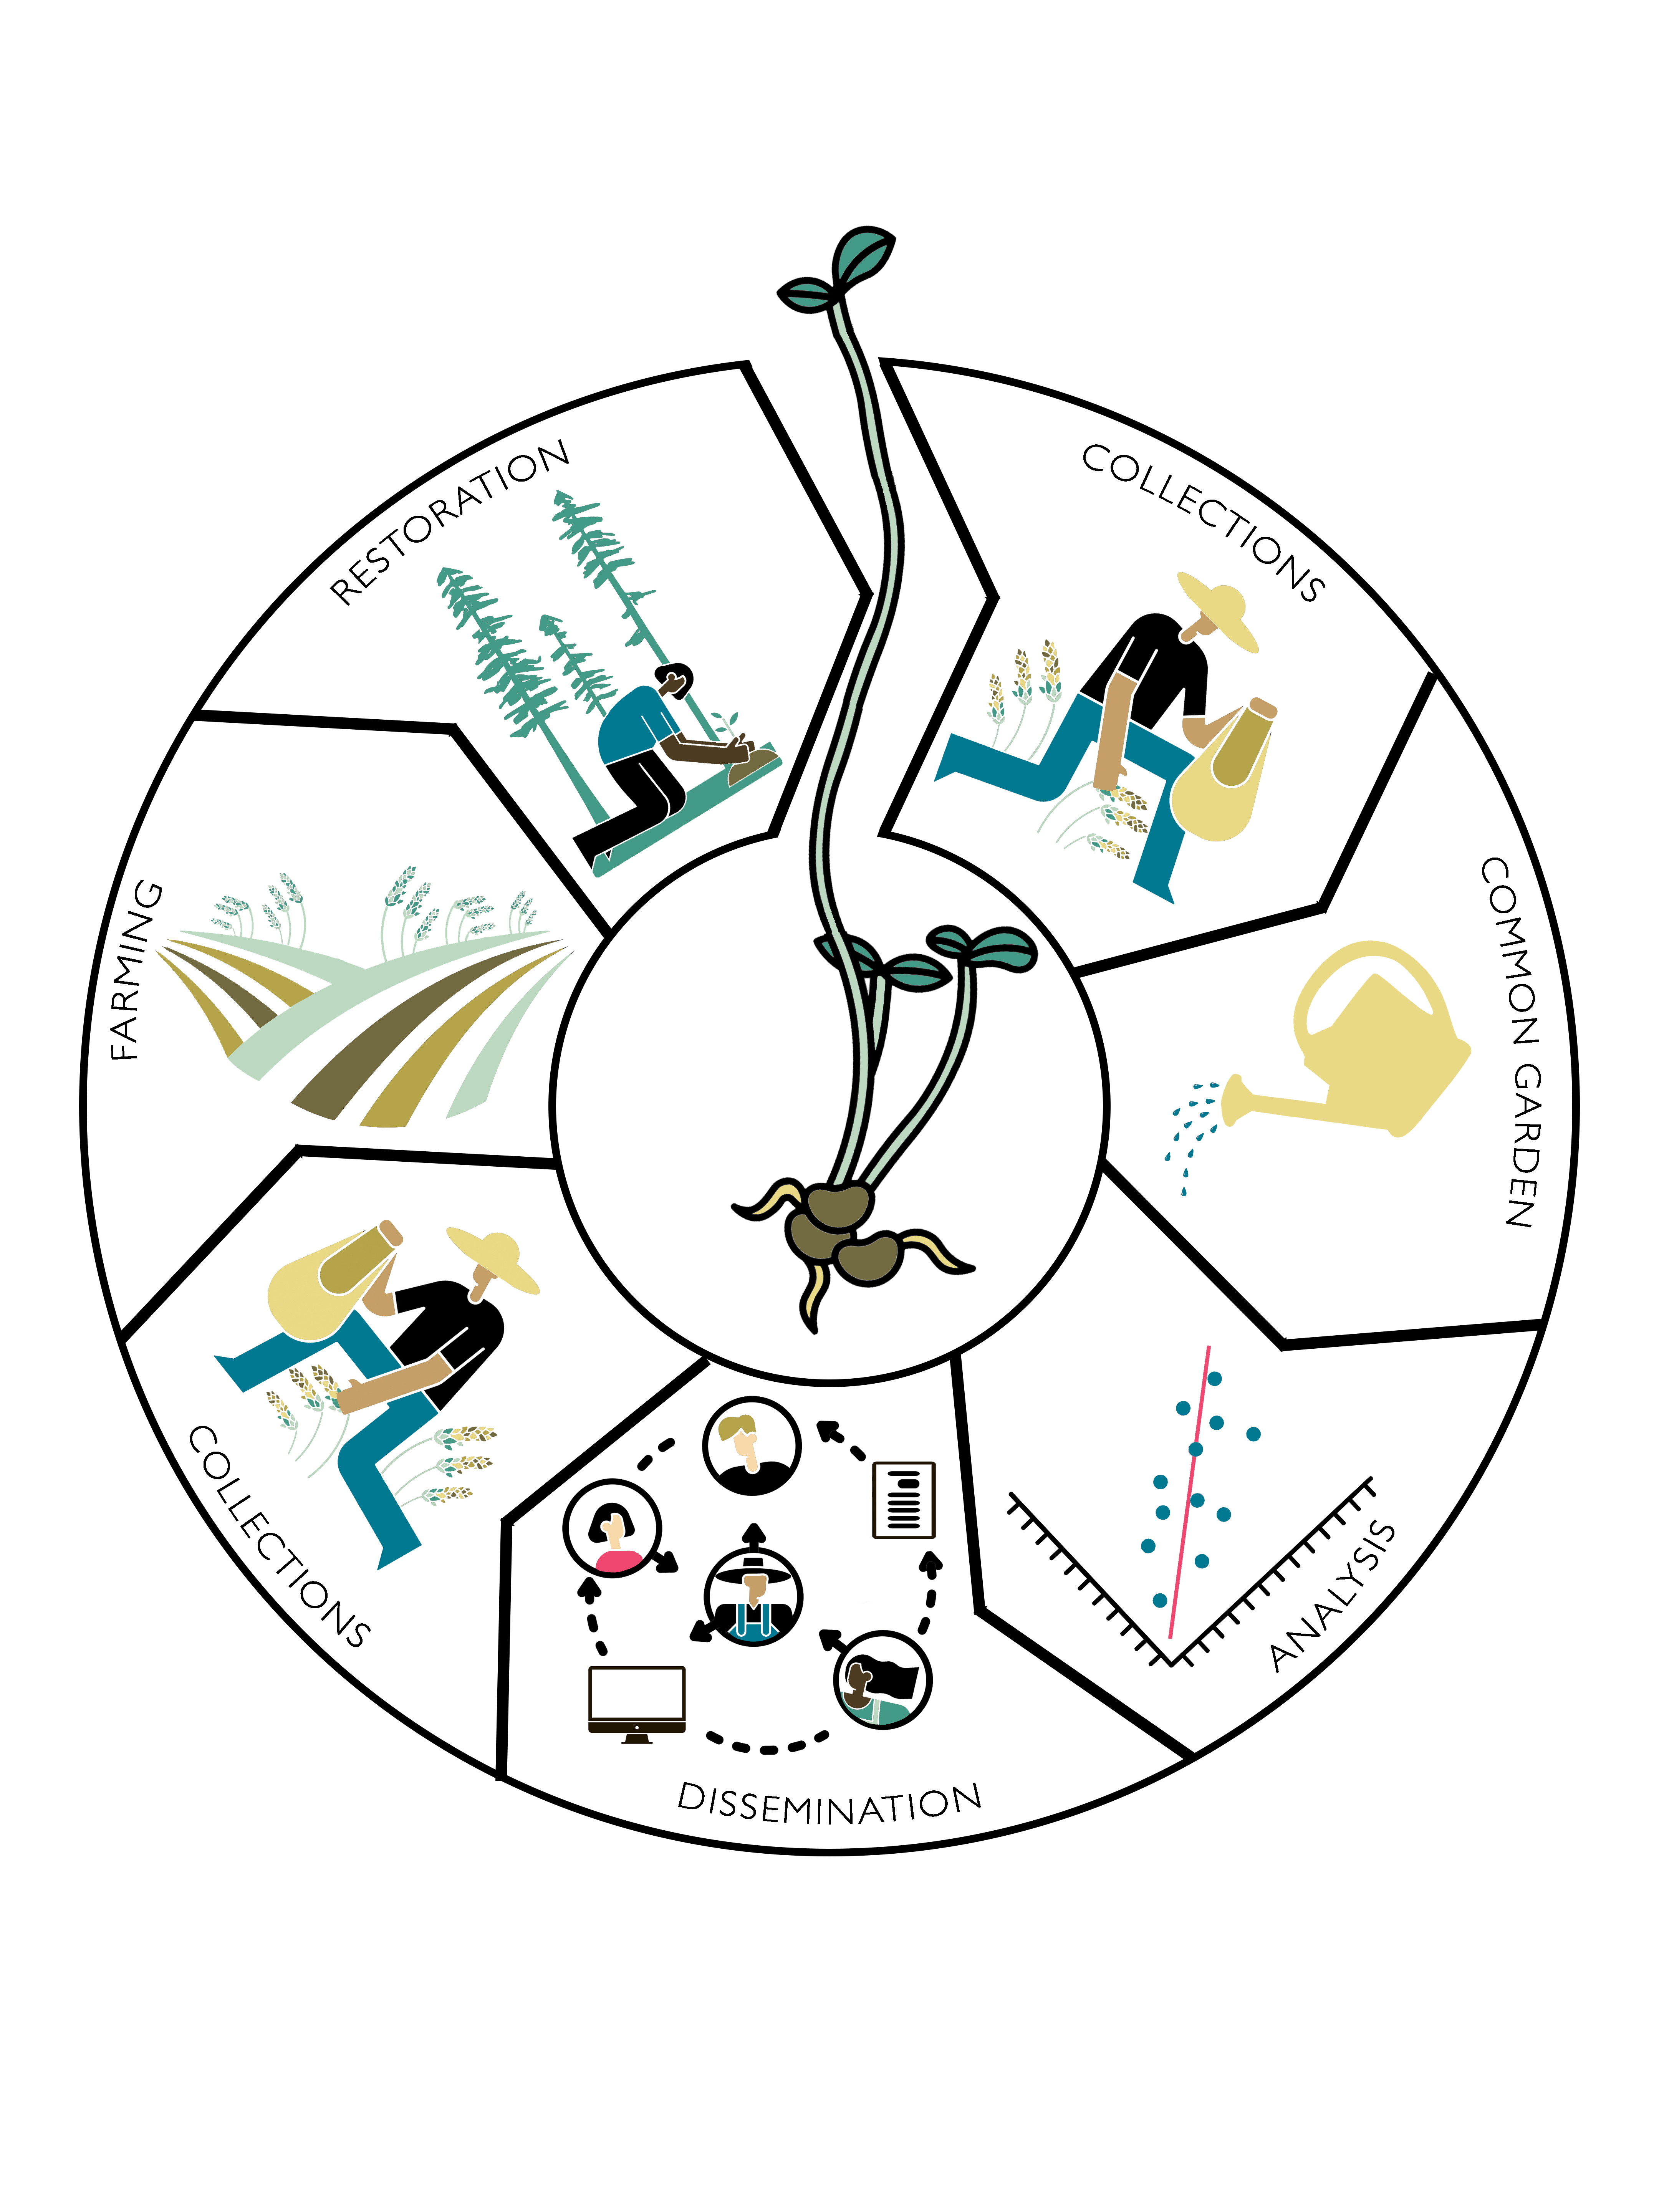 COLLECTIONS
COMMON GARDEN
ANALYSIS
DISSEMINATION
COLLECTIONS
FARMING
RESTORATION